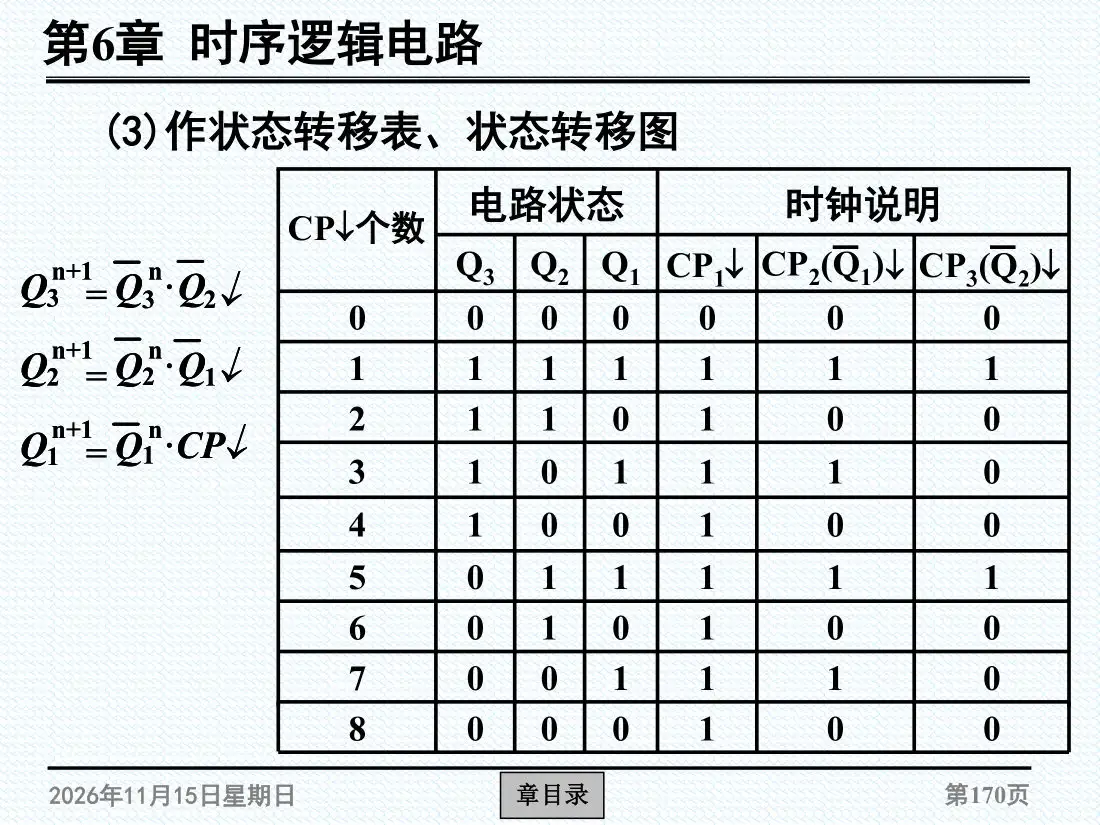 第6章 时序逻辑电路
(3)作状态转移表、状态转移图
Q₃ⁿ⁺¹ = Q̅₃ⁿ·Q̅₂↓
Q₂ⁿ⁺¹ = Q̅₂ⁿ·Q̅₁↓
Q₁ⁿ⁺¹ = Q̅₁ⁿ·CP↓
CP↓个数 电路状态 时钟说明
Q₃ Q₂ Q₁ CP₁↓ CP₂(Q̅₁)↓ CP₃(Q̅₂)↓
0 0 0 0 0 0 0
1 1 1 1 1 1 1
2 1 1 0 1 0 0
3 1 0 1 1 1 0
4 1 0 0 1 0 0
5 0 1 1 1 1 1
6 0 1 0 1 0 0
7 0 0 1 1 1 0
8 0 0 0 1 0 0
2026年11月15日星期日 章目录 第170页